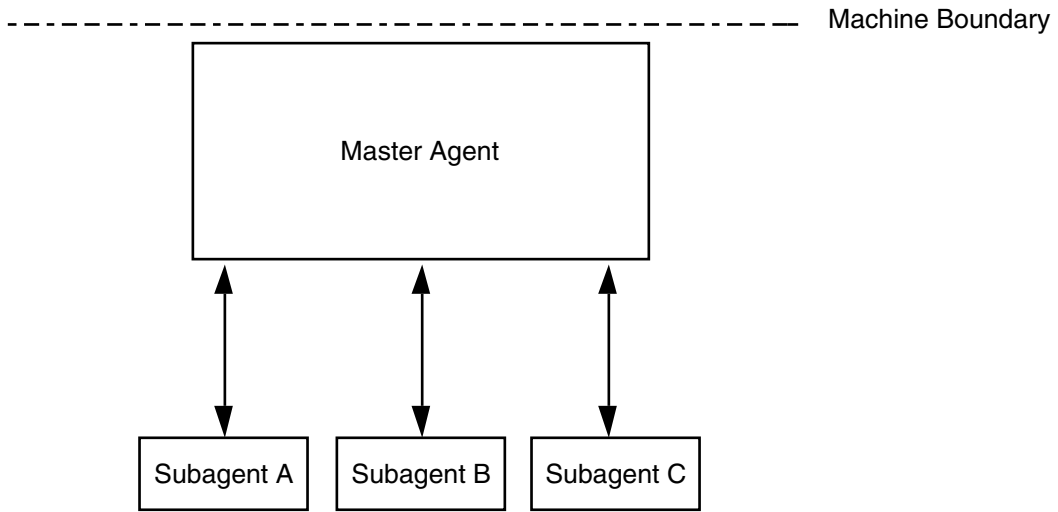 Machine Boundary
Master Agent
Subagent A
Subagent B
Subagent C